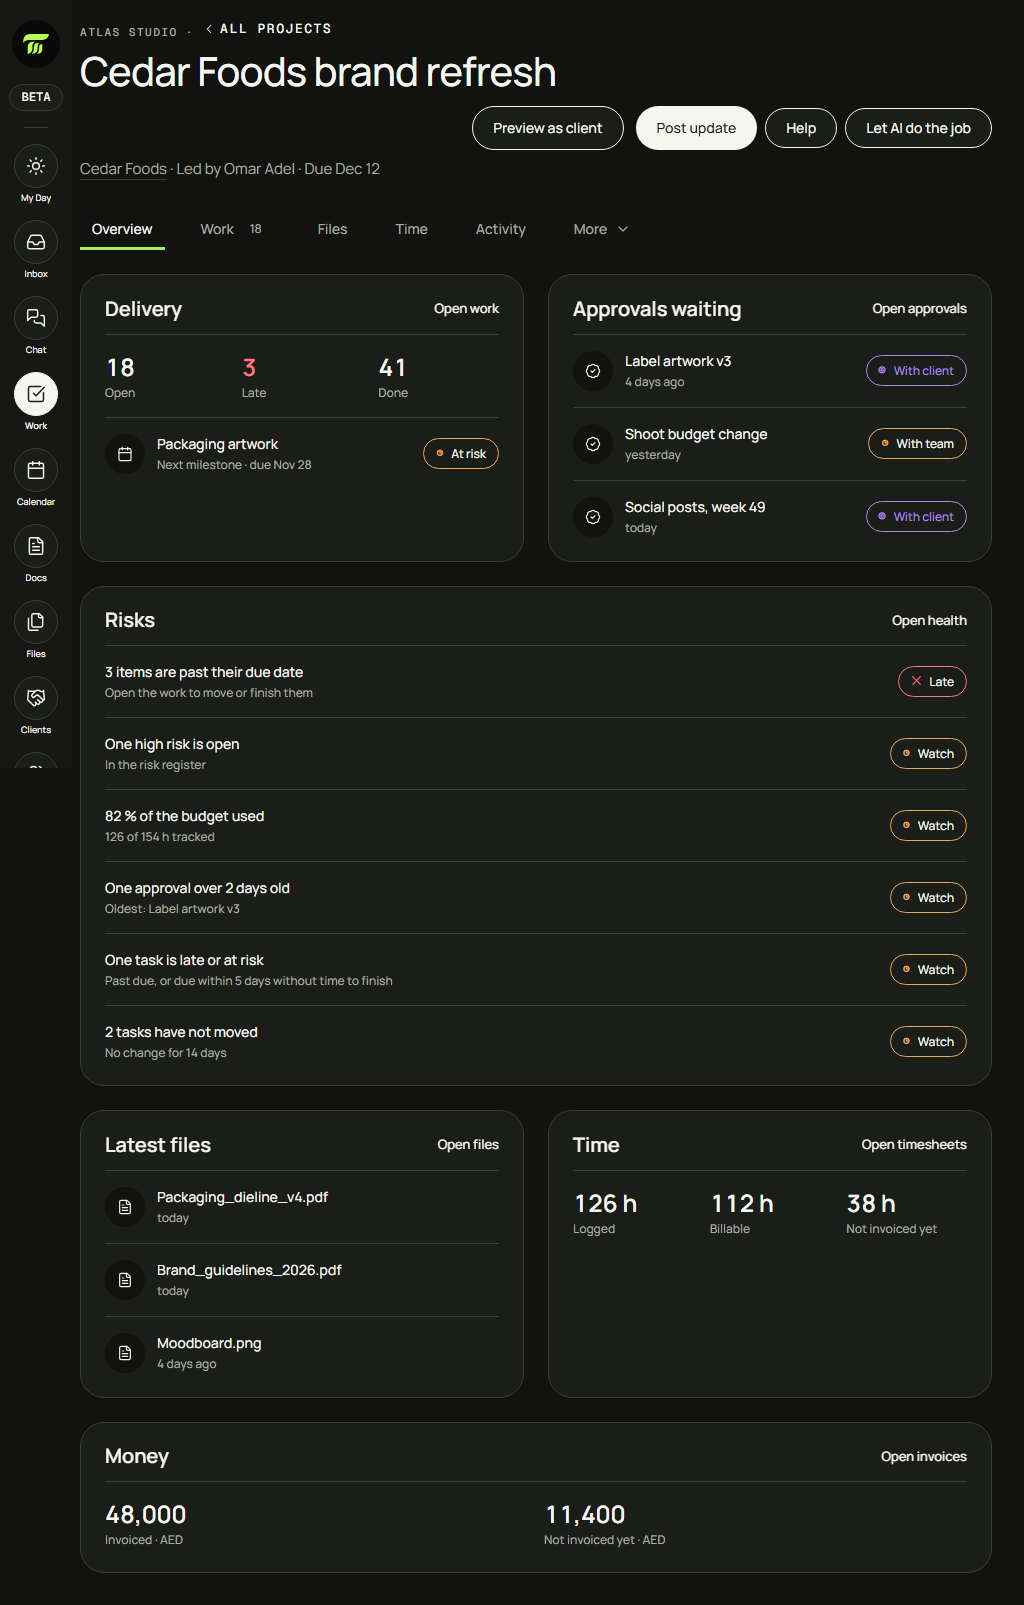 ATLAS STUDIO · ALL PROJECTS
Cedar Foods brand refresh
BETA
Preview as client
Post update
Help
Let AI do the job
Cedar Foods · Led by Omar Adel · Due Dec 12
My Day
Inbox
Chat
Work
Calendar
Docs
Files
Clients
Overview
Work 18
Files
Time
Activity
More
Delivery
Open work
18
Open
3
Late
41
Done
Packaging artwork
Next milestone · due Nov 28
At risk
Approvals waiting
Open approvals
Label artwork v3
4 days ago
With client
Shoot budget change
yesterday
With team
Social posts, week 49
today
With client
Risks
Open health
3 items are past their due date
Open the work to move or finish them
Late
One high risk is open
In the risk register
Watch
82 % of the budget used
126 of 154 h tracked
Watch
One approval over 2 days old
Oldest: Label artwork v3
Watch
One task is late or at risk
Past due, or due within 5 days without time to finish
Watch
2 tasks have not moved
No change for 14 days
Watch
Latest files
Open files
Packaging_dieline_v4.pdf
today
Brand_guidelines_2026.pdf
today
Moodboard.png
4 days ago
Time
Open timesheets
126 h
Logged
112 h
Billable
38 h
Not invoiced yet
Money
Open invoices
48,000
Invoiced · AED
11,400
Not invoiced yet · AED